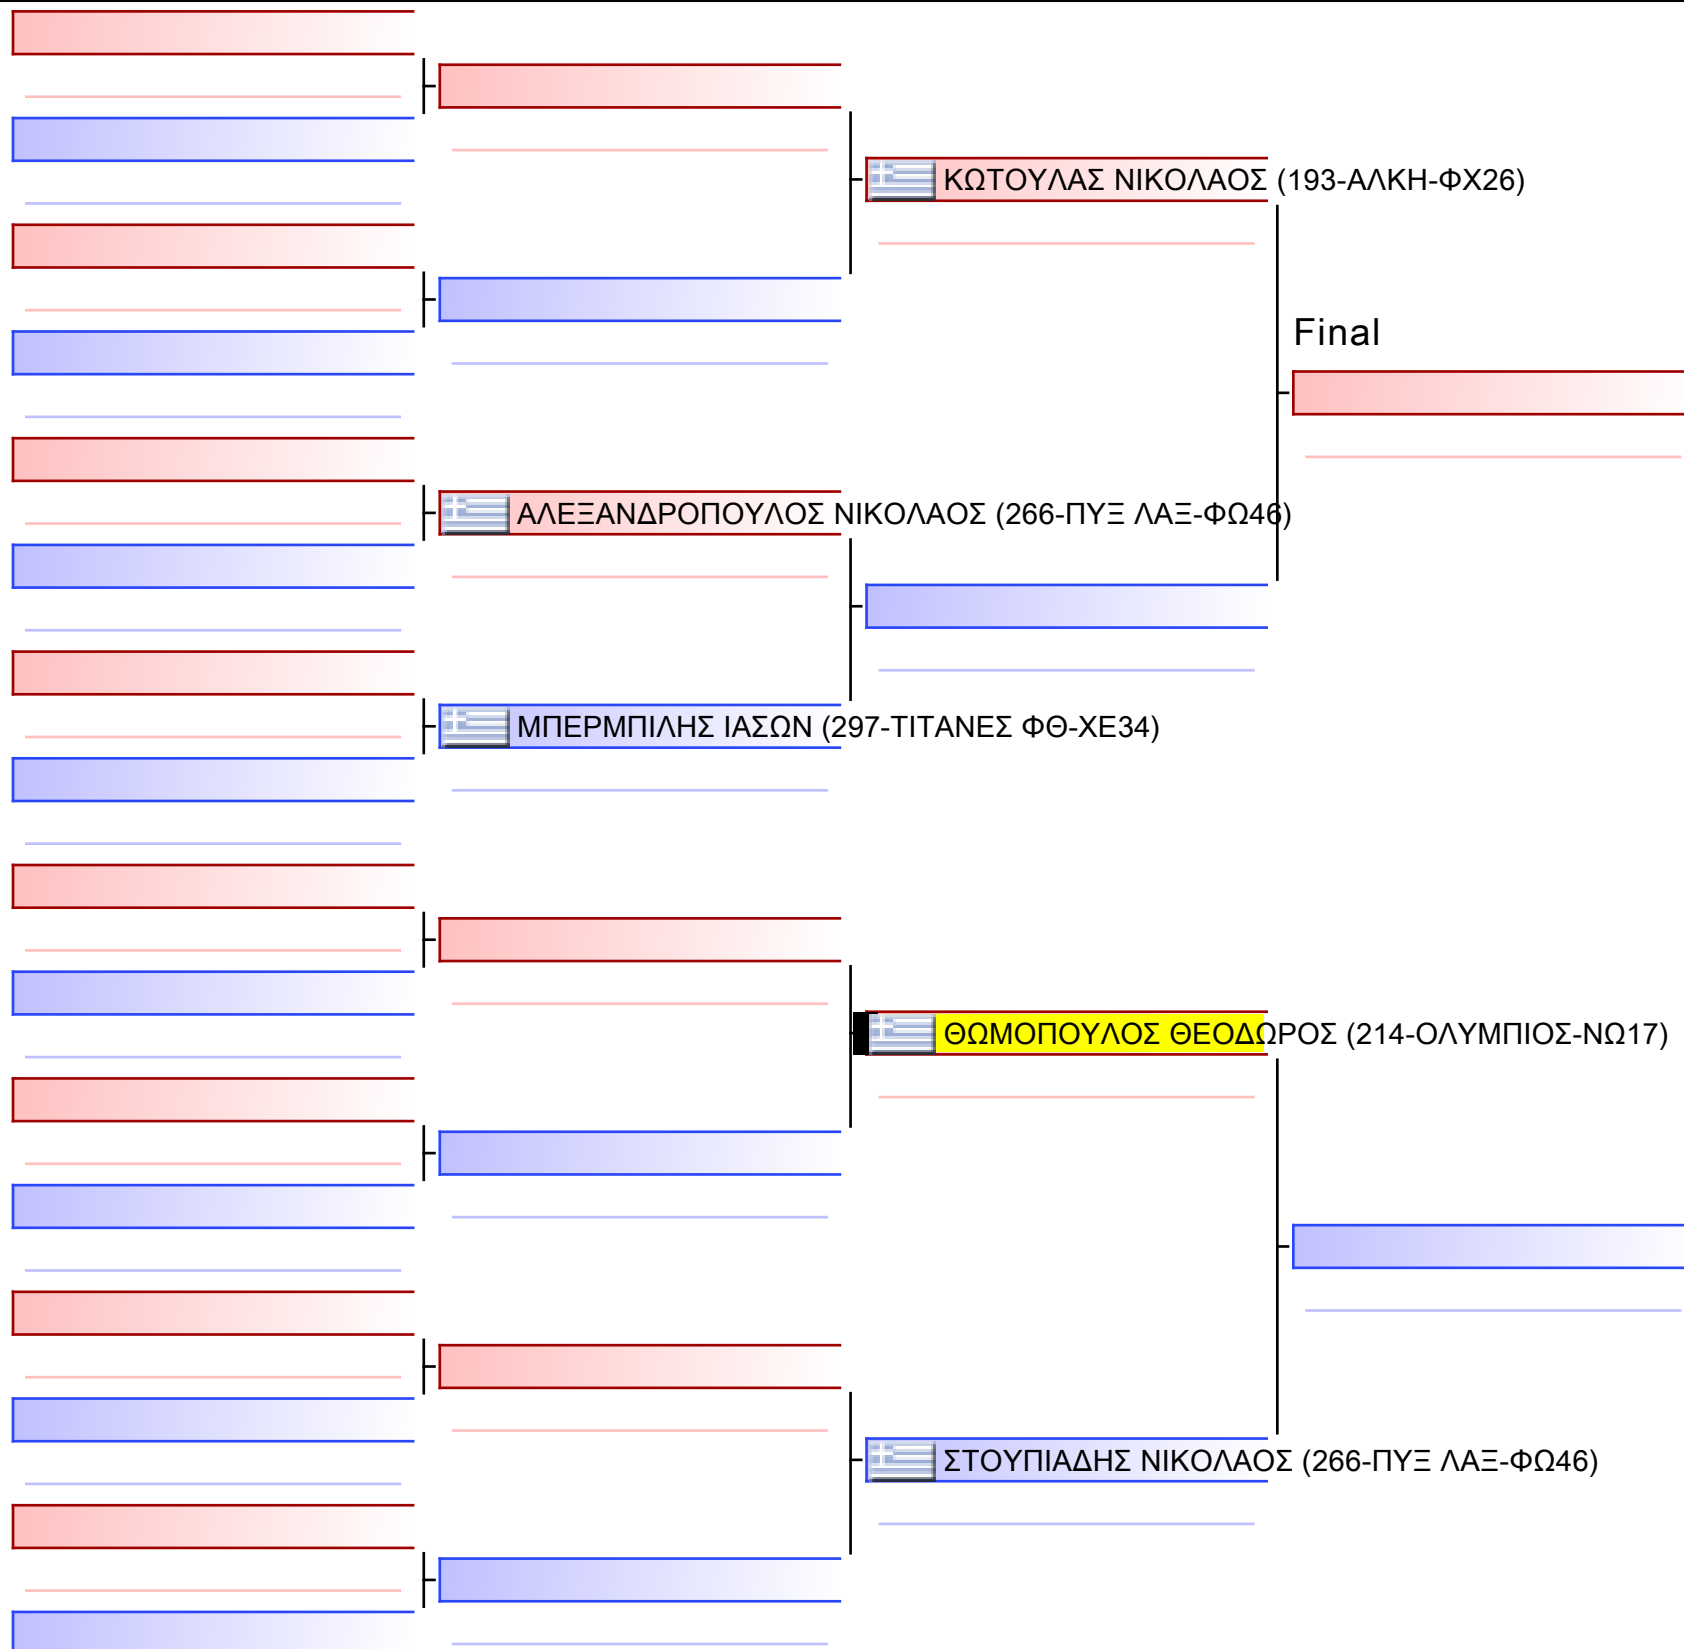 ΚΩΤΟΥΛΑΣ ΝΙΚΟΛΑΟΣ (193-ΑΛΚΗ-ΦΧ26)
Final
ΑΛΕΞΑΝΔΡΟΠΟΥΛΟΣ ΝΙΚΟΛΑΟΣ (266-ΠΥΞ ΛΑΞ-ΦΩ46)
ΜΠΕΡΜΠΙΛΗΣ ΙΑΣΩΝ (297-ΤΙΤΑΝΕΣ ΦΘ-ΧΕ34)
ΘΩΜΟΠΟΥΛΟΣ ΘΕΟΔΩΡΟΣ (214-ΟΛΥΜΠΙΟΣ-ΝΩ17)
ΣΤΟΥΠΙΑΔΗΣ ΝΙΚΟΛΑΟΣ (266-ΠΥΞ ΛΑΞ-ΦΩ46)